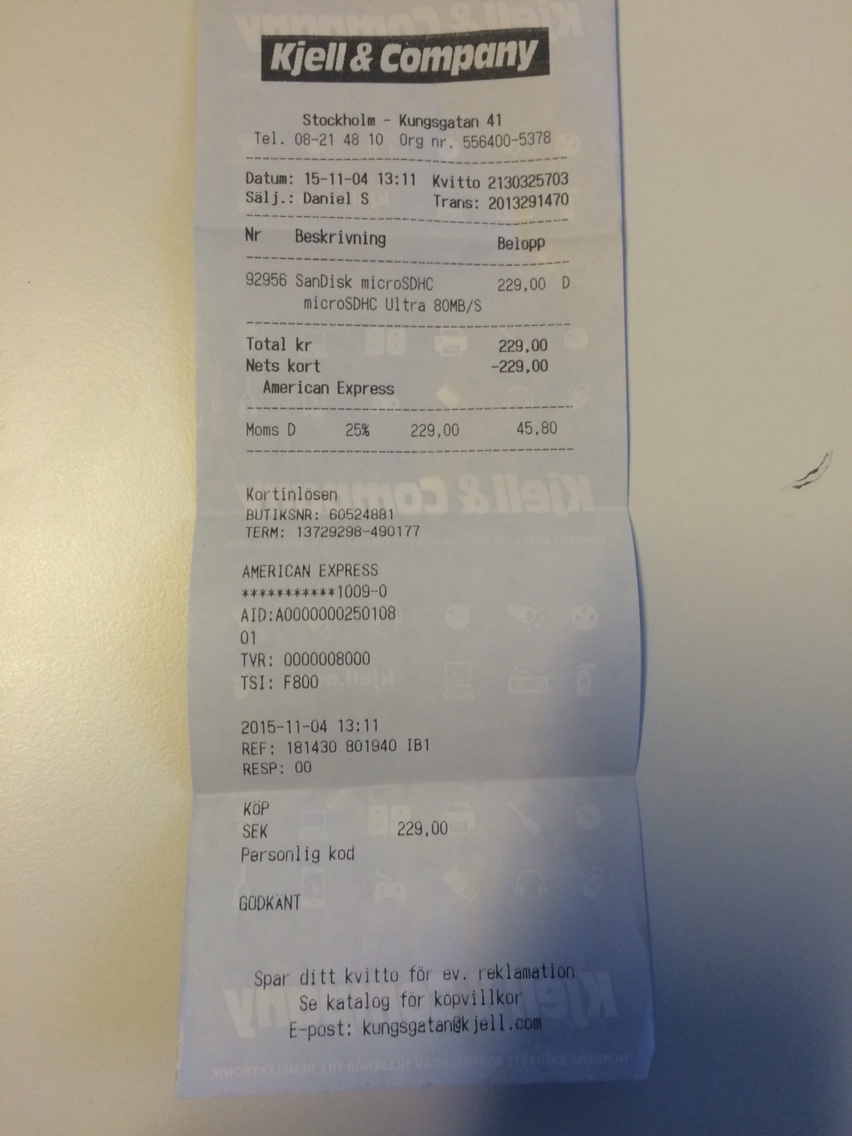 Kjell & Company
Stockholm - Kungsgatan 41
Tel. 08-21 48 10 Org nr. 556400-5378
Datum: 15-11-04 13:11 Kvitto 2130325703
Sälj.: Daniel S Trans: 2013291470
Nr Beskrivning Belopp
92956 SanDisk microSDHC 229,00 D
microSDHC Ultra 80MB/S
Total kr 229,00
Nets kort -229,00
American Express
Moms D 25% 229,00 45,80
Kortinlösen
BUTIKSNR: 60524881
TERM: 13729298-490177
AMERICAN EXPRESS
***********1009-0
AID:A0000000250108
01
TVR: 0000008000
TSI: F800
2015-11-04 13:11
REF: 181430 801940 IB1
RESP: 00
KÖP
SEK 229,00
Personlig kod
GODKÄNT
Spar ditt kvitto för ev. reklamation
Se katalog för köpvillkor
E-post: kungsgatan@kjell.com